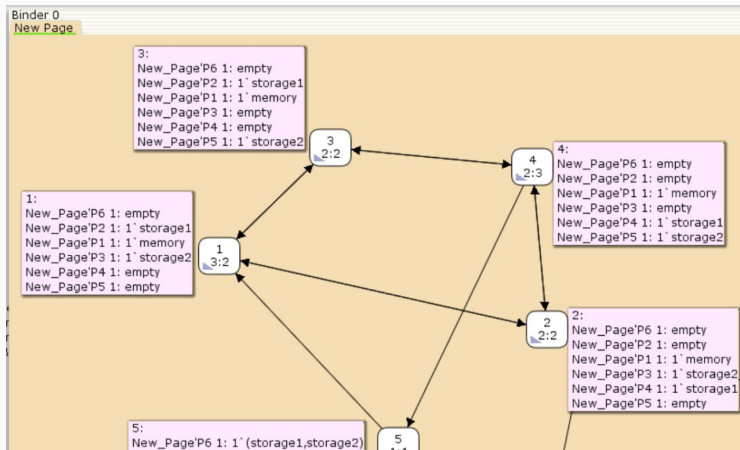 Binder 0
New Page
3:
New_Page'P6 1: empty
New_Page'P2 1: 1`storage1
New_Page'P1 1: 1`memory
New_Page'P3 1: empty
New_Page'P4 1: empty
New_Page'P5 1: 1`storage2
3
2:2
4
2:3
4:
New_Page'P6 1: empty
New_Page'P2 1: empty
New_Page'P1 1: 1`memory
New_Page'P3 1: empty
New_Page'P4 1: 1`storage1
New_Page'P5 1: 1`storage2
1:
New_Page'P6 1: empty
New_Page'P2 1: 1`storage1
New_Page'P1 1: 1`memory
New_Page'P3 1: 1`storage2
New_Page'P4 1: empty
New_Page'P5 1: empty
1
3:2
2
2:2
2:
New_Page'P6 1: empty
New_Page'P2 1: empty
New_Page'P1 1: 1`memory
New_Page'P3 1: 1`storage2
New_Page'P4 1: 1`storage1
New_Page'P5 1: empty
5:
New_Page'P6 1: 1`(storage1,storage2)
5